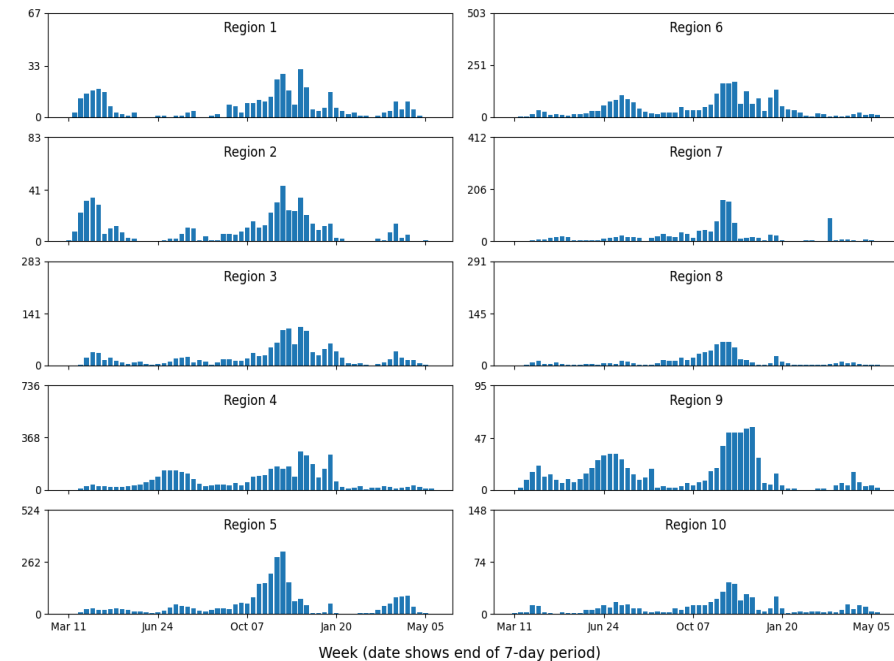 67
33
0
Region 1
503
251
0
Region 6
83
41
0
Region 2
412
206
0
Region 7
283
141
0
Region 3
291
145
0
Region 8
736
368
0
Region 4
95
47
0
Region 9
524
262
0
Region 5
148
74
0
Region 10
Mar 11 Jun 24 Oct 07 Jan 20 May 05
Mar 11 Jun 24 Oct 07 Jan 20 May 05
Week (date shows end of 7-day period)